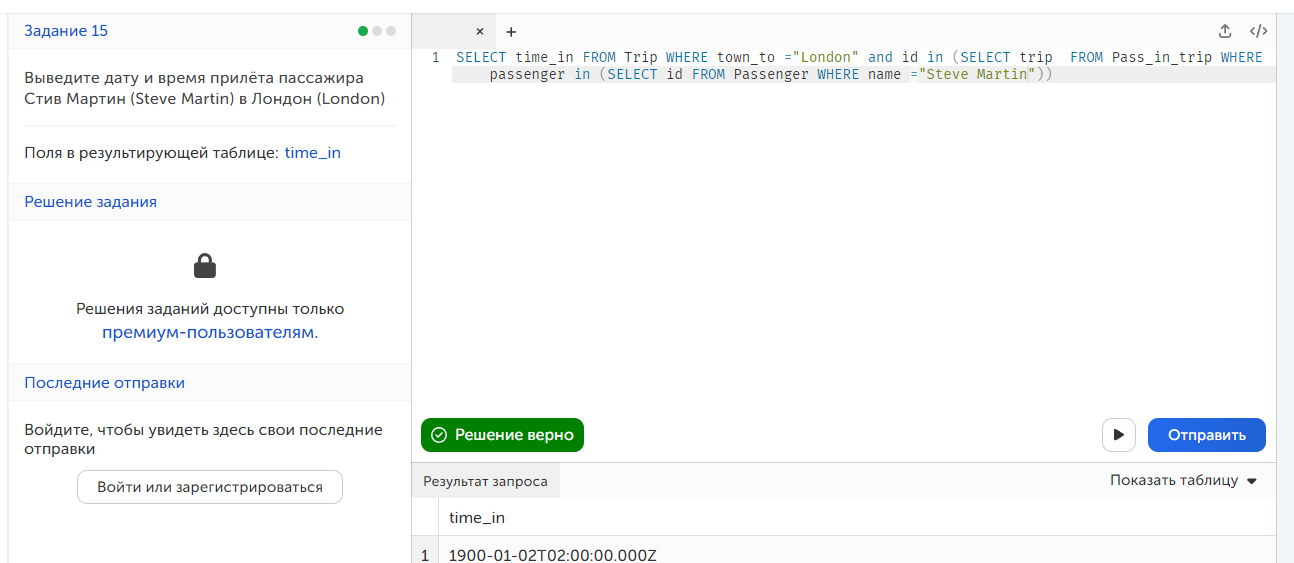 Задание 15
Выведите дату и время прилёта пассажира
Стив Мартин (Steve Martin) в Лондон (London)
Поля в результирующей таблице: time_in
Решение задания
Решения заданий доступны только
премиум-пользователям.
Последние отправки
Войдите, чтобы увидеть здесь свои последние
отправки
Войти или зарегистрироваться
× +
1 SELECT time_in FROM Trip WHERE town_to ="London" and id in (SELECT trip  FROM Pass_in_trip WHERE
passenger in (SELECT id FROM Passenger WHERE name ="Steve Martin"))
Решение верно
Отправить
Результат запроса
Показать таблицу
time_in
1 1900-01-02T02:00:00.000Z